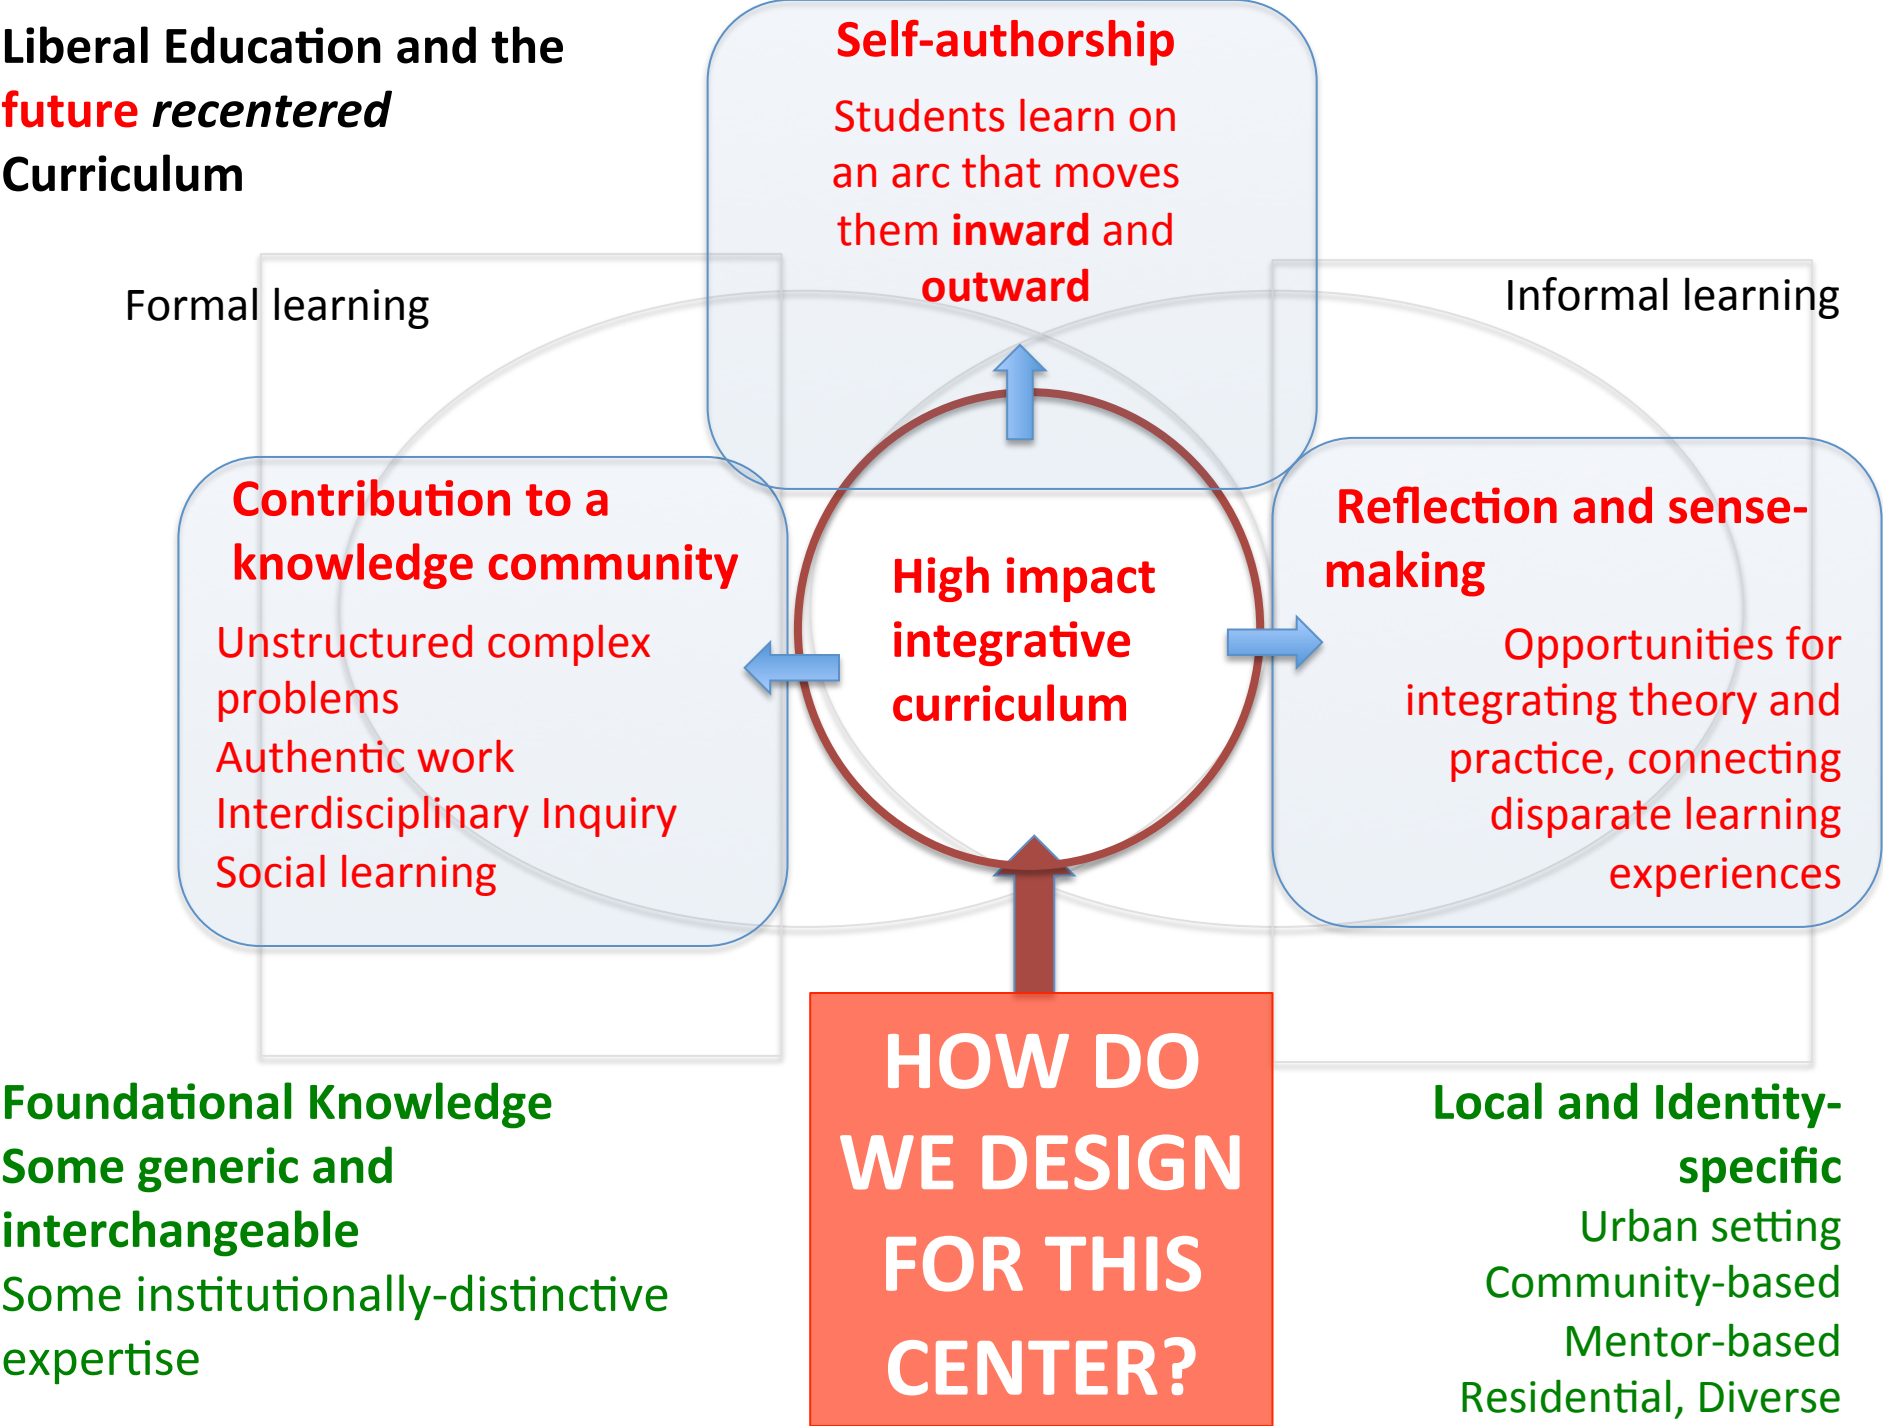 Liberal Education and the
future recentered
Curriculum
Self-authorship
Students learn on
an arc that moves
them inward and
outward
Formal learning
Informal learning
Contribution to a
knowledge community
Unstructured complex
problems
Authentic work
Interdisciplinary Inquiry
Social learning
High impact
integrative
curriculum
Reflection and sense-
making
Opportunities for
integrating theory and
practice, connecting
disparate learning
experiences
HOW DO
WE DESIGN
FOR THIS
CENTER?
Foundational Knowledge
Some generic and
interchangeable
Some institutionally-distinctive
expertise
Local and Identity-
specific
Urban setting
Community-based
Mentor-based
Residential, Diverse